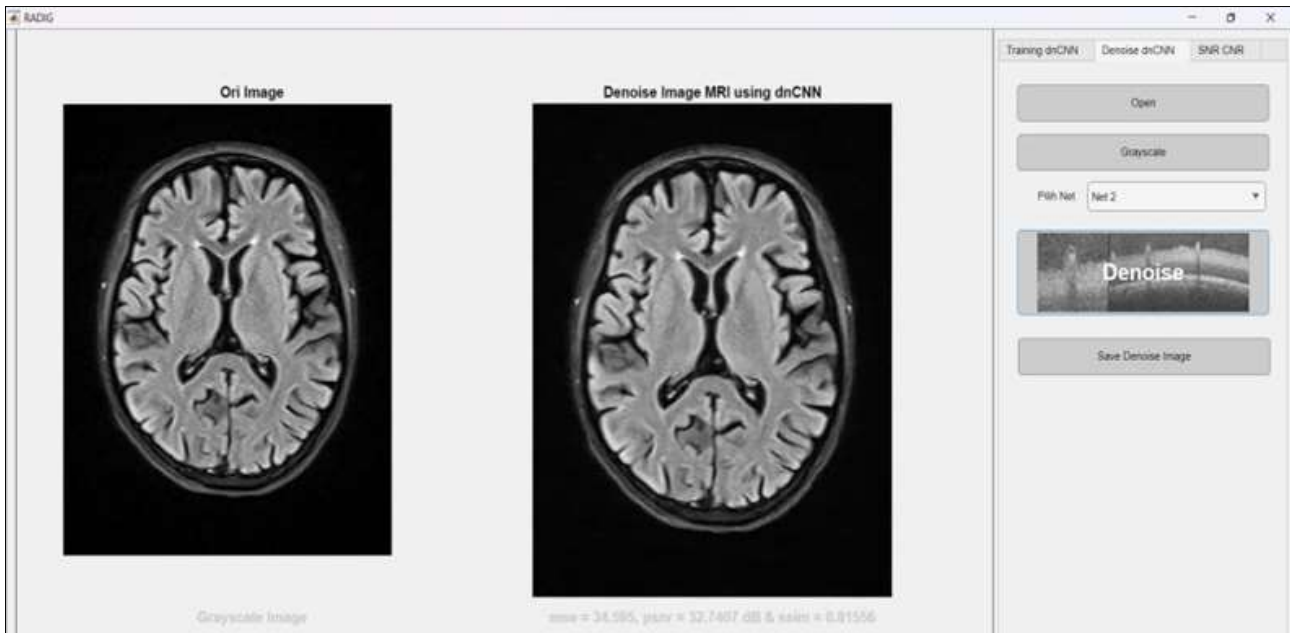 RADIG
Training dnCNN Denoise dnCNN SNR CNR
Ori Image
Denoise Image MRI using dnCNN
Open
Grayscale
Pilih Net Net 2
Denoise
Save Denoise Image
Grayscale Image
mse = 34.595, psnr = 32.7407 dB & ssim = 0.81556